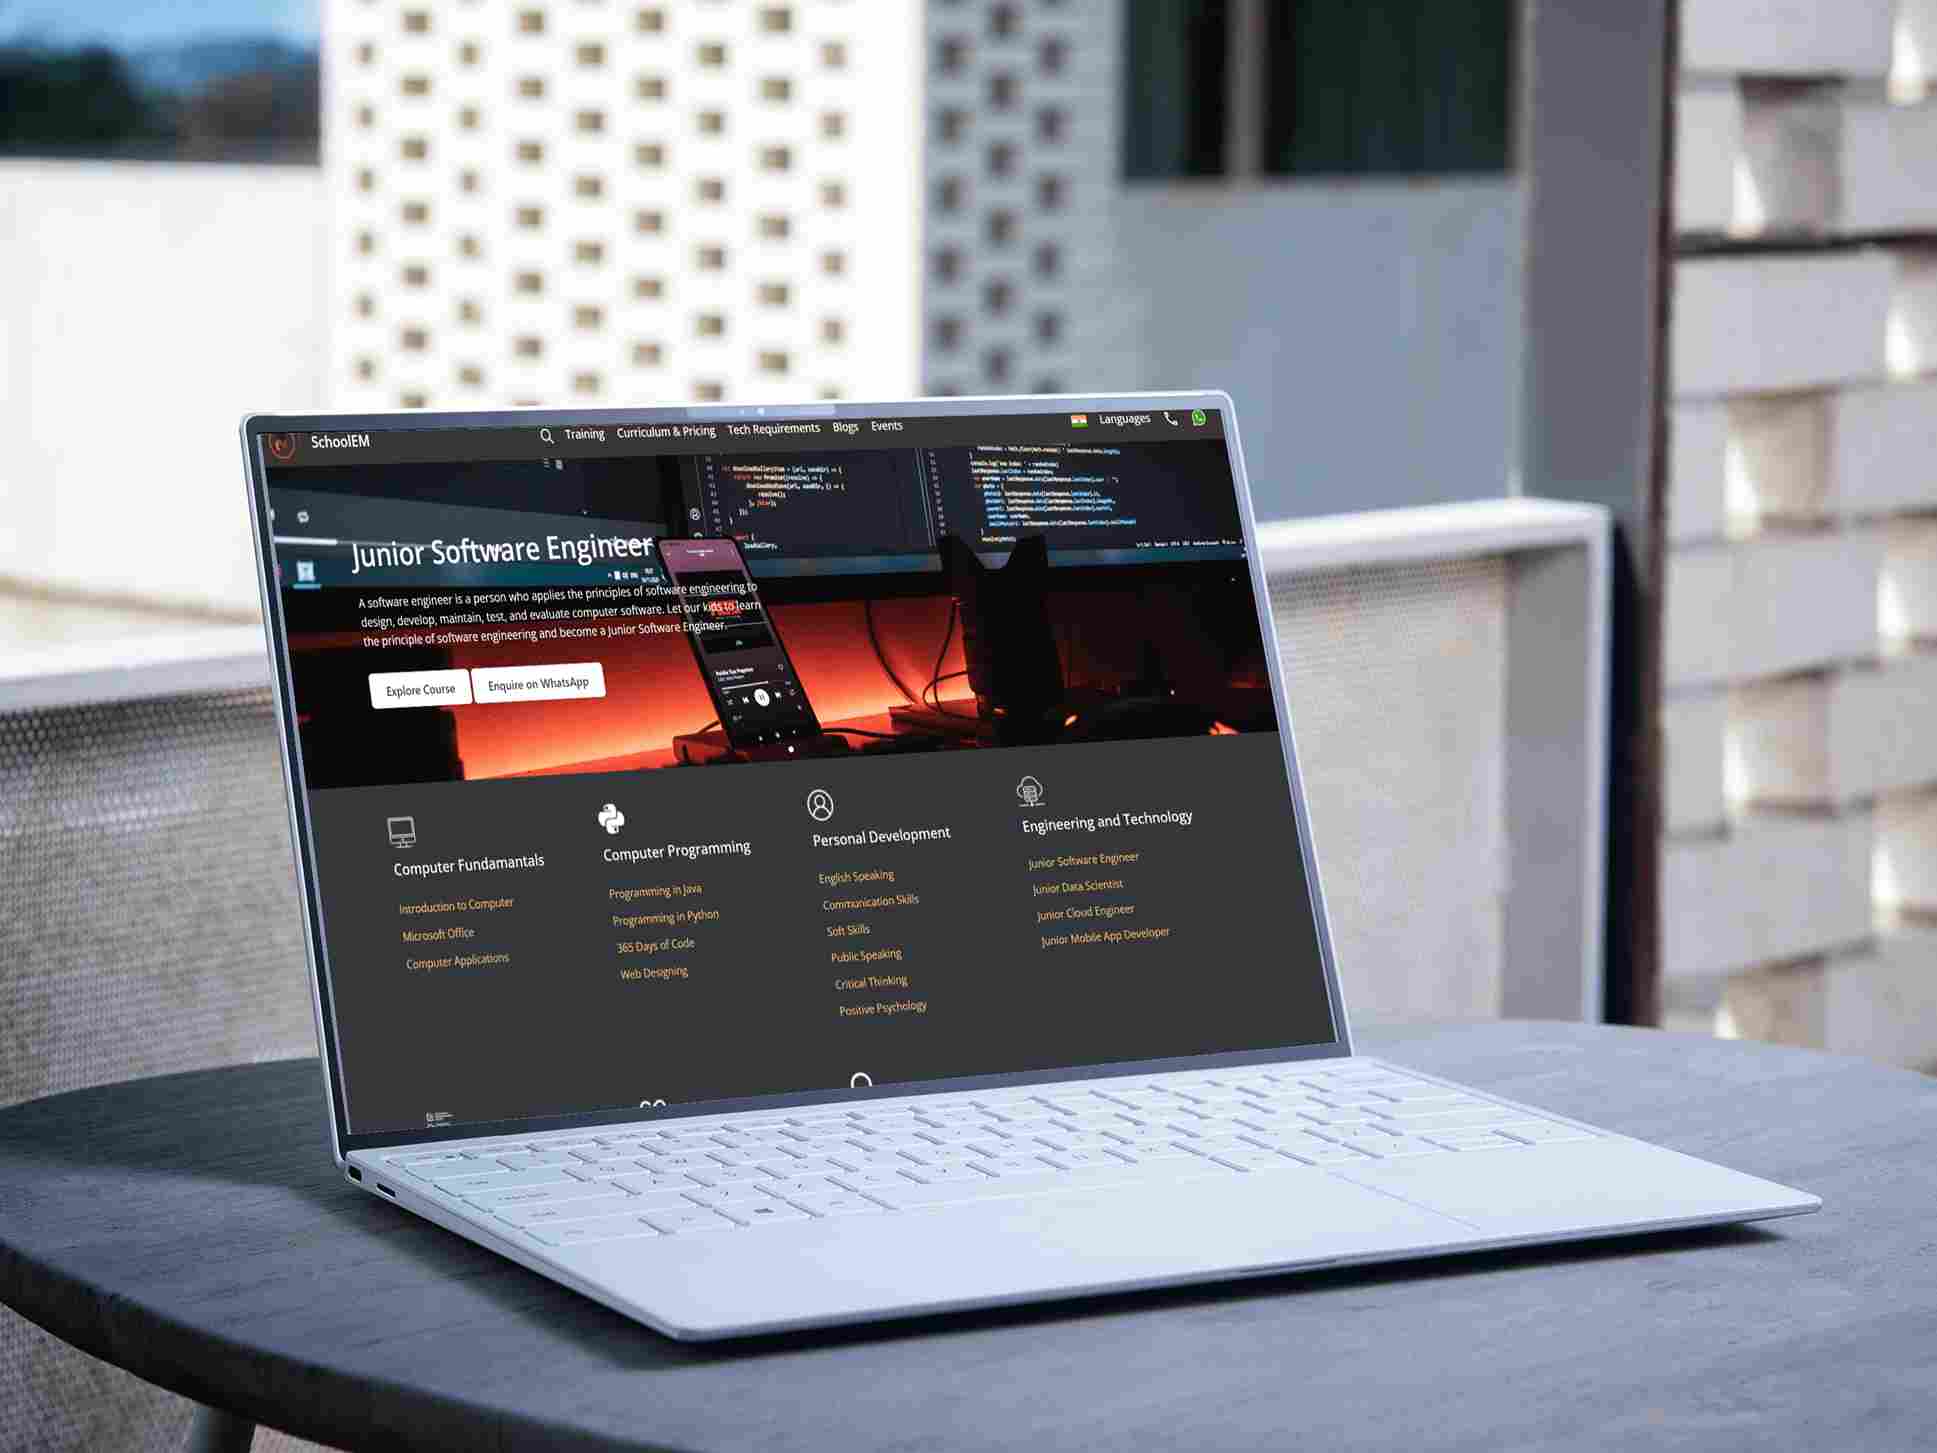 SchoolEM
Training
Curriculum & Pricing
Tech Requirements
Blogs
Events
Languages
Junior Software Engineer
A software engineer is a person who applies the principles of software engineering to
design, develop, maintain, test, and evaluate computer software. Let our kids to learn
the principle of software engineering and become a Junior Software Engineer.
Explore Course
Enquire on WhatsApp
Computer Fundamantals
Introduction to Computer
Microsoft Office
Computer Applications
Computer Programming
Programming in Java
Programming in Python
365 Days of Code
Web Designing
Personal Development
English Speaking
Communication Skills
Soft Skills
Public Speaking
Critical Thinking
Positive Psychology
Engineering and Technology
Junior Software Engineer
Junior Data Scientist
Junior Cloud Engineer
Junior Mobile App Developer